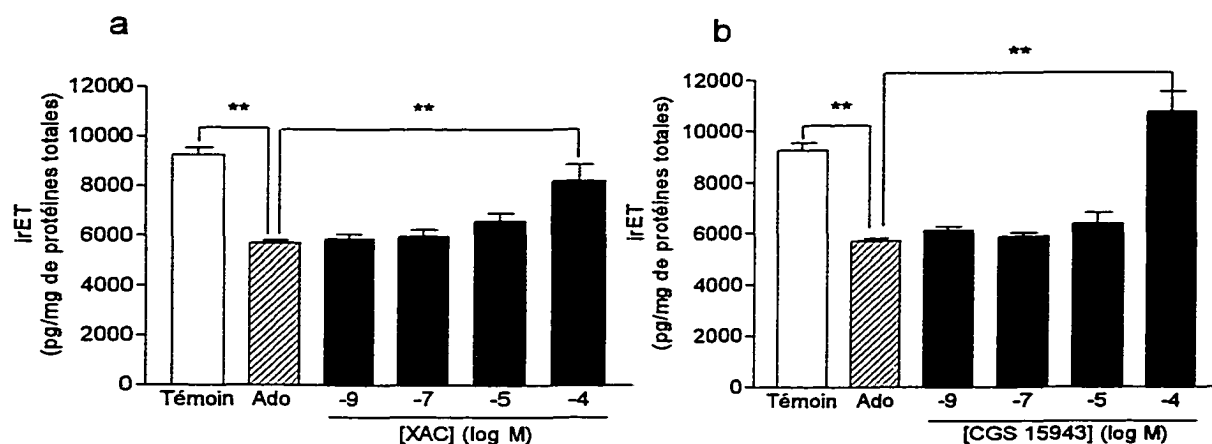 a
IrET
(pg/mg de protéines totales)
12000
10000
8000
6000
4000
2000
0
**
**
Témoin Ado -9 -7 -5 -4
[XAC] (log M)
b
IrET
(pg/mg de protéines totales)
12000
10000
8000
6000
4000
2000
0
**
**
Témoin Ado -9 -7 -5 -4
[CGS 15943] (log M)